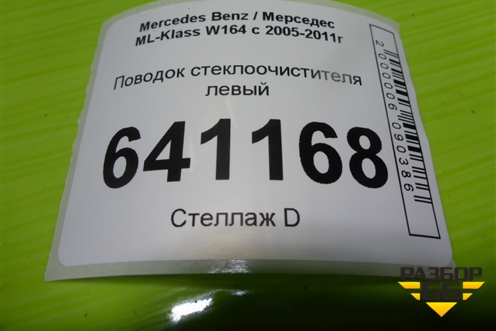 Mercedes Benz / Мерседес
ML-Klass W164 с 2005-2011г
Поводок стеклоочистителя
левый
641168
Стеллаж D
2000006090386
РАЗБОР